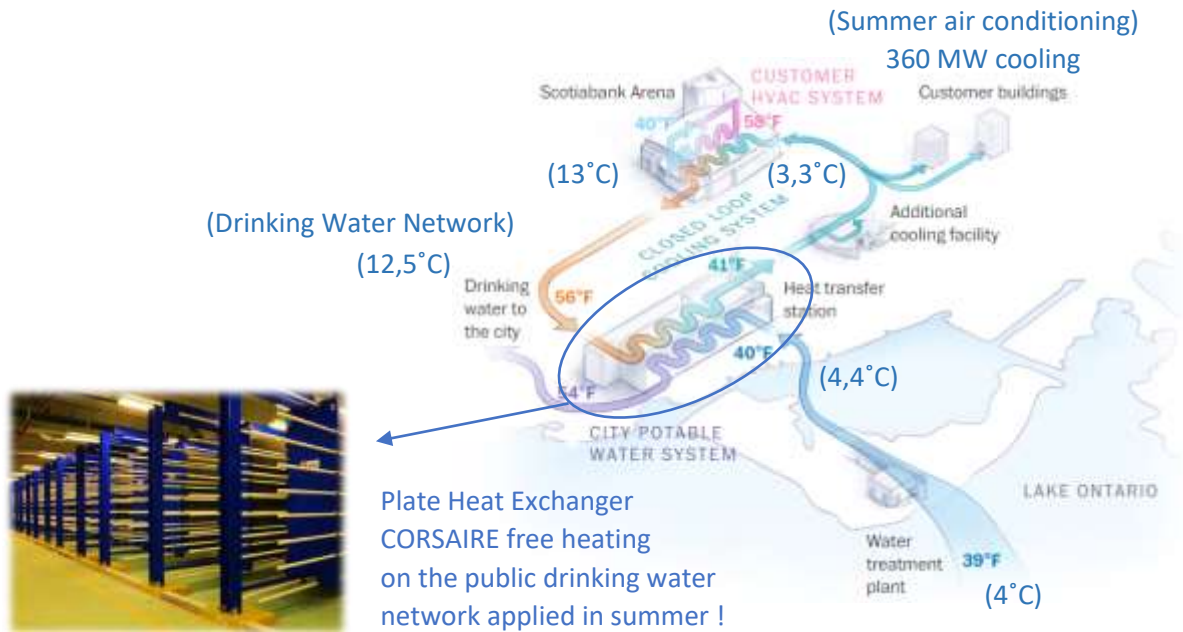 (Summer air conditioning)
360 MW cooling
CUSTOMER
HVAC SYSTEM
Scotiabank Arena
Customer buildings
40°F
58°F
(13˚C)
(3,3˚C)
(Drinking Water Network)
(12,5˚C)
CLOSED LOOP
COOLING SYSTEM
Additional
cooling facility
41°F
Drinking
water to
the city
56°F
Heat transfer
station
40°F
(4,4˚C)
54°F
CITY POTABLE
WATER SYSTEM
LAKE ONTARIO
Plate Heat Exchanger
CORSAIRE free heating
on the public drinking water
network applied in summer !
Water
treatment
plant
39°F
(4˚C)